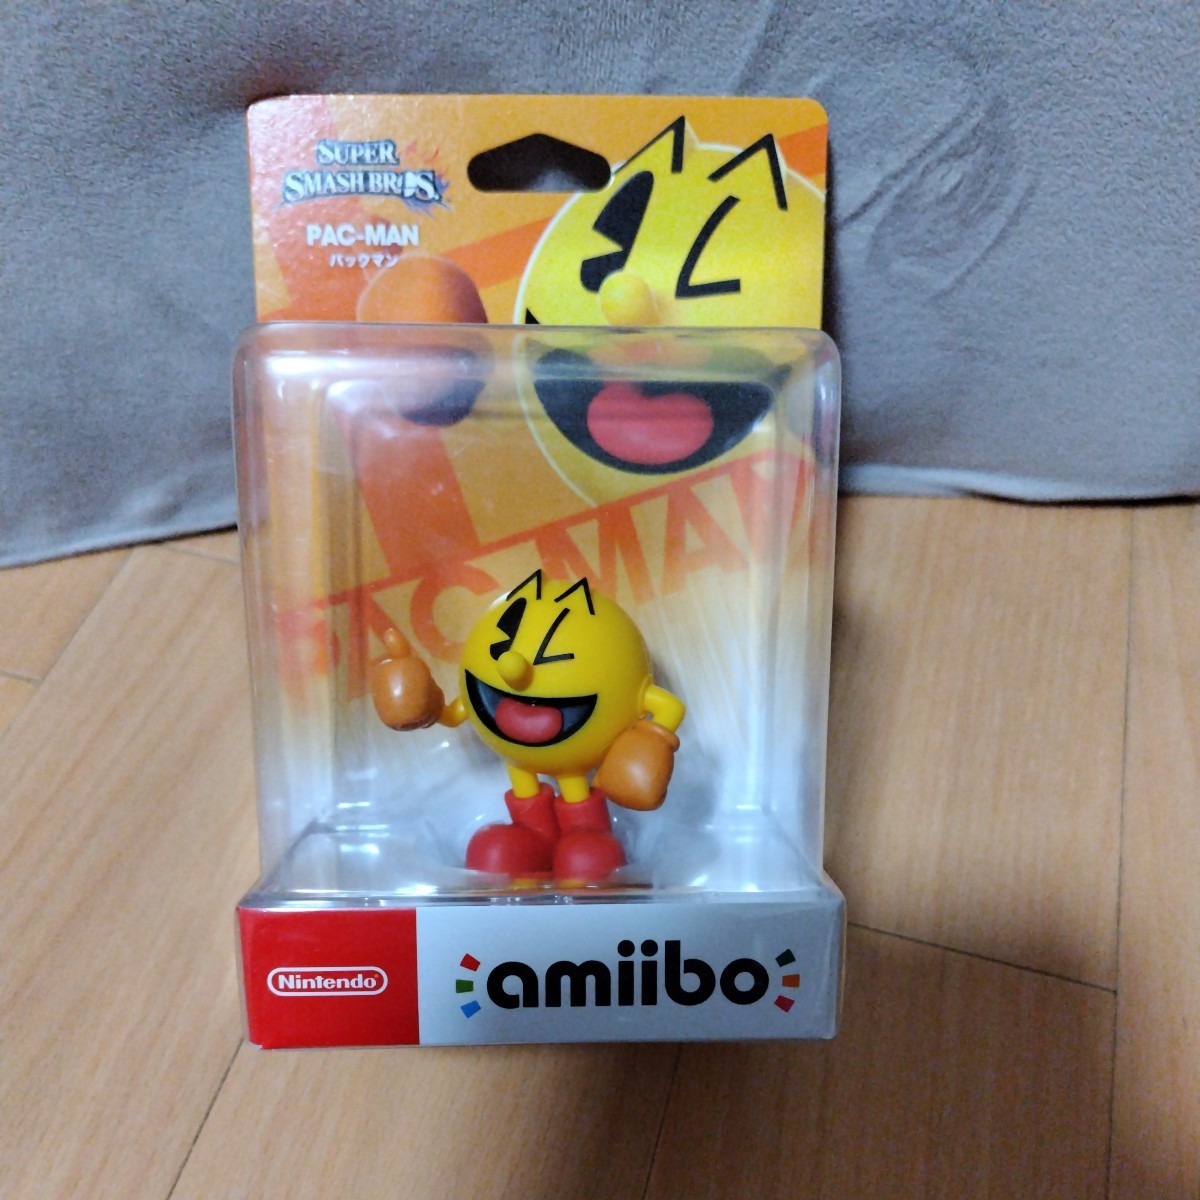 SUPER
SMASH BROS.
PAC-MAN
パックマン
PAC-MAN
Nintendo
amiibo